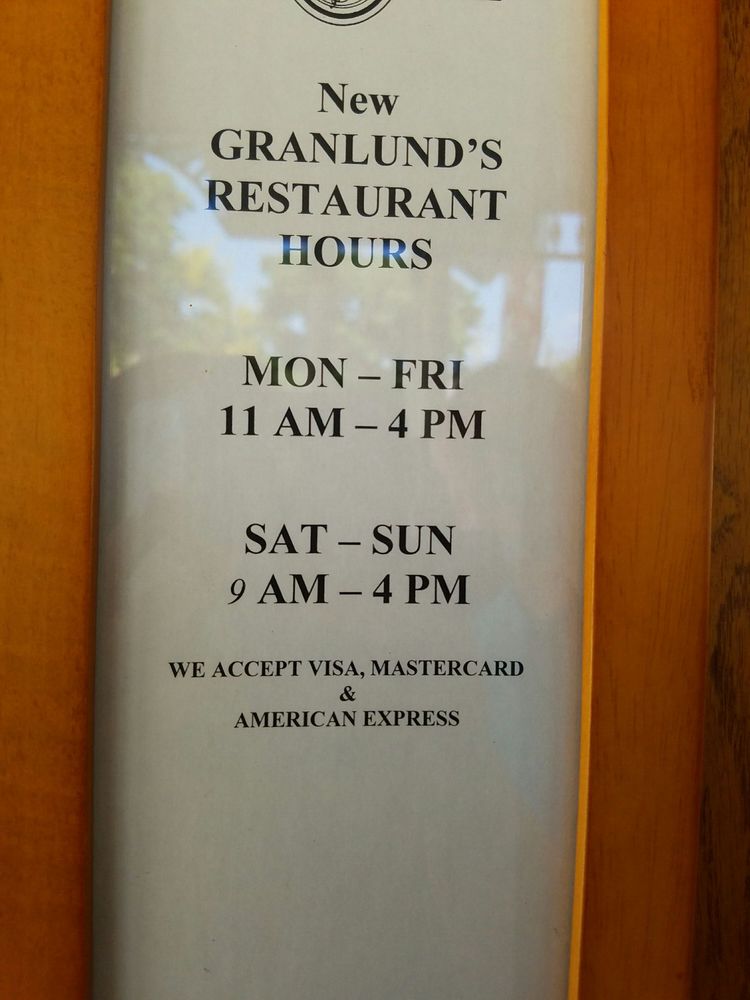 New
GRANLUND'S
RESTAURANT
HOURS
MON – FRI
11 AM – 4 PM
SAT – SUN
9 AM – 4 PM
WE ACCEPT VISA, MASTERCARD
&
AMERICAN EXPRESS